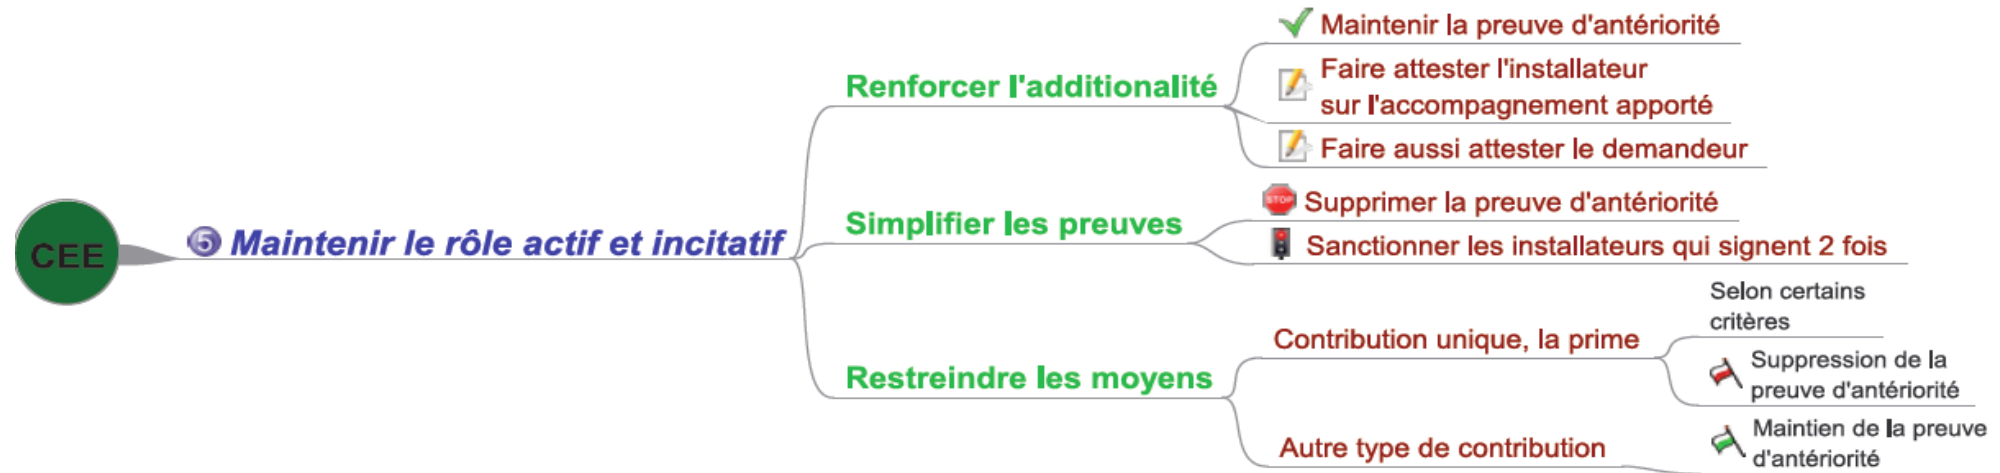 CEE
5 Maintenir le rôle actif et incitatif
Renforcer l'additionalité
Maintenir la preuve d'antériorité
Faire attester l'installateur
sur l'accompagnement apporté
Faire aussi attester le demandeur
Simplifier les preuves
STOP
Supprimer la preuve d'antériorité
Sanctionner les installateurs qui signent 2 fois
Restreindre les moyens
Contribution unique, la prime
Selon certains
critères
Suppression de la
preuve d'antériorité
Autre type de contribution
Maintien de la preuve
d'antériorité